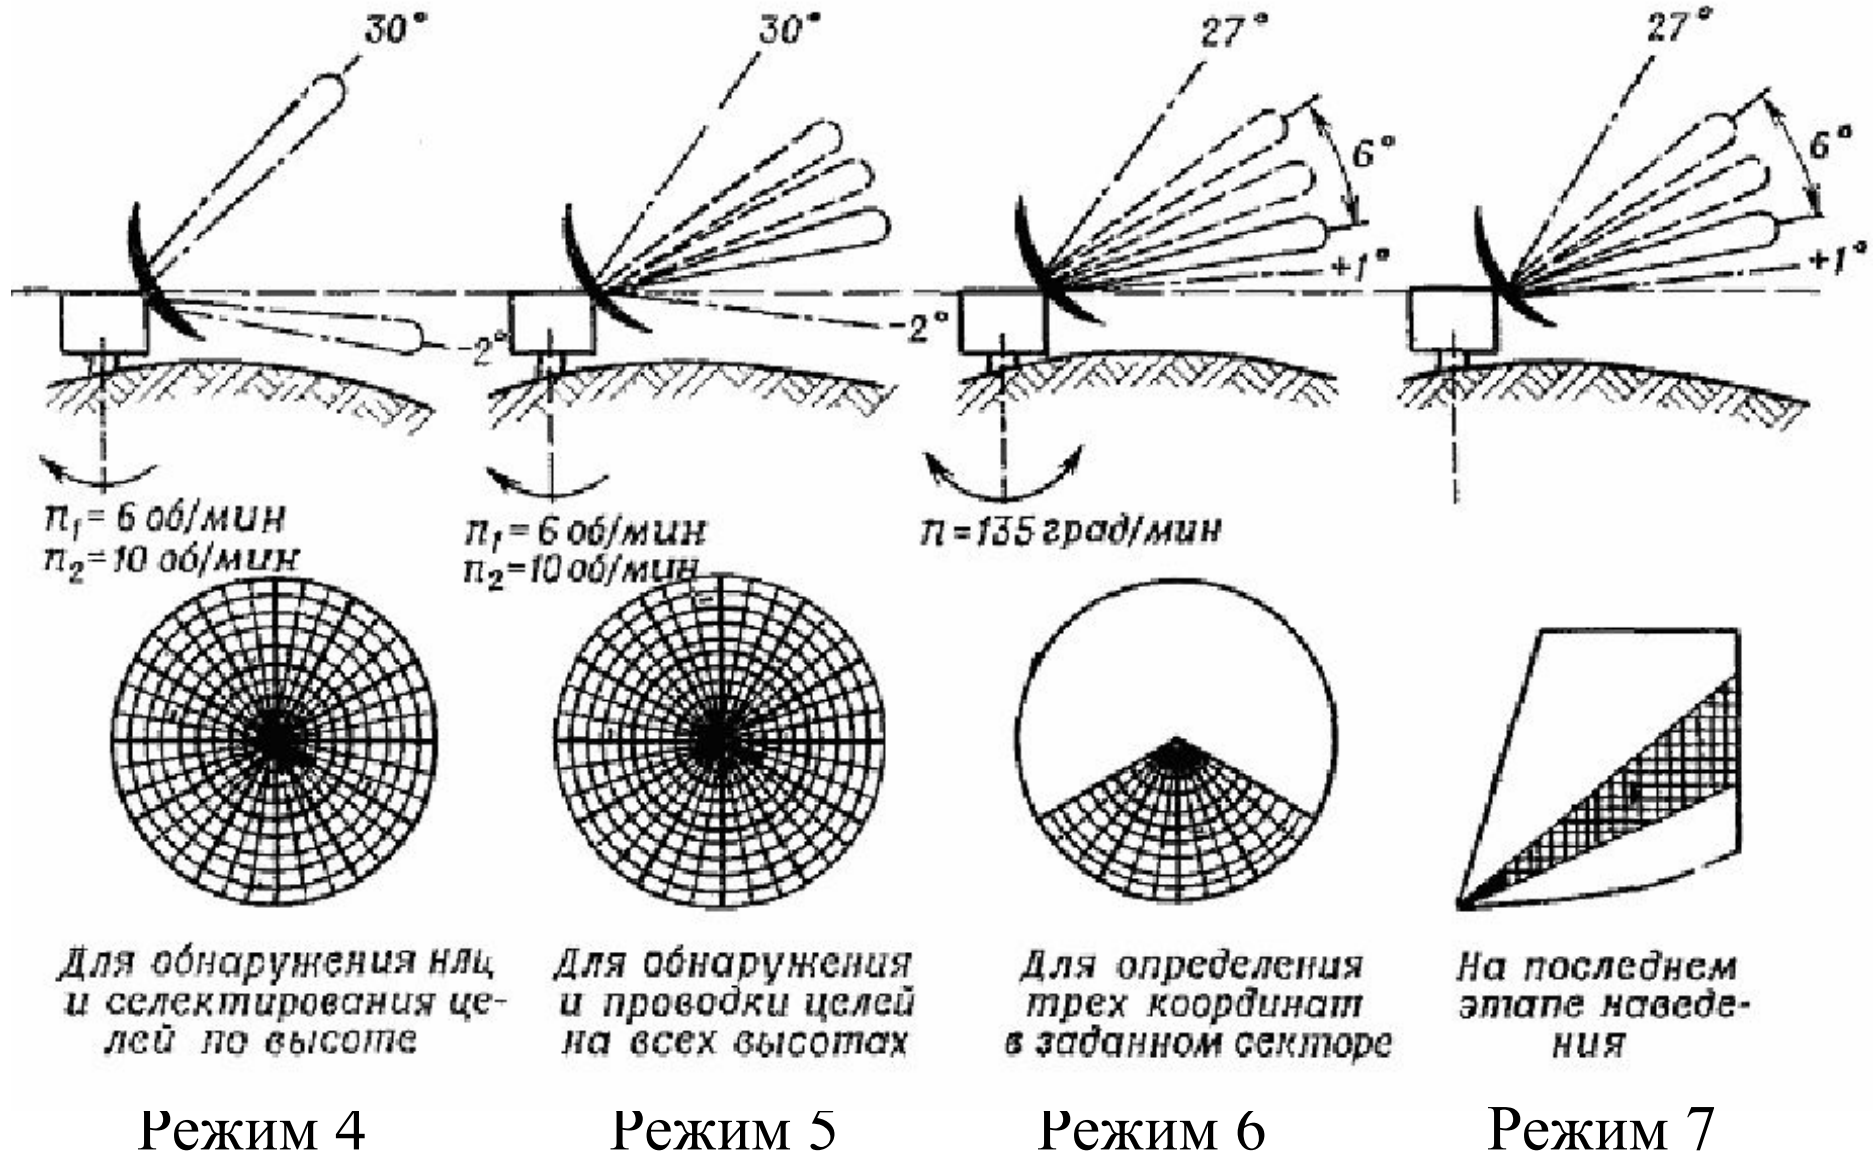 30°
30°
27°
27°
6°
6°
+1°
+1°
-2°
-2°
n₁= 6 об/мин
n₂=10 об/мин
n₁= 6 об/мин
n₂=10 об/мин
n=135 град/мин
Для обнаружения НЛЦ
и селектирования це-
лей по высоте
Для обнаружения
и проводки целей
на всех высотах
Для определения
трех координат
в заданном секторе
На последнем
этапе наведе-
ния
Режим 4
Режим 5
Режим 6
Режим 7